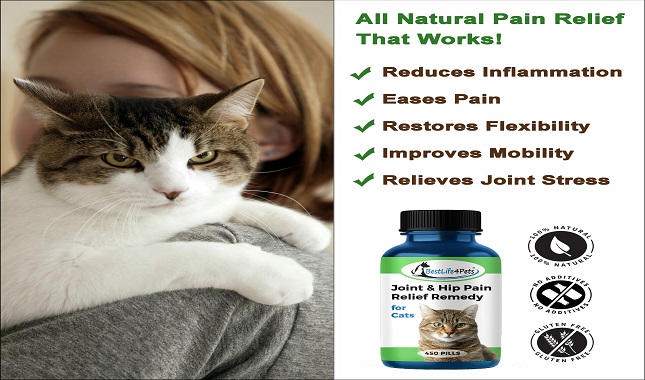 All Natural Pain Relief
That Works!
Reduces Inflammation
Eases Pain
Restores Flexibility
Improves Mobility
Relieves Joint Stress
BestLife4Pets
Joint & Hip Pain
Relief Remedy
for
Cats
450 PILLS
100% NATURAL
100% NATURAL
NO ADDITIVES
NO ADDITIVES
GLUTEN FREE
GLUTEN FREE